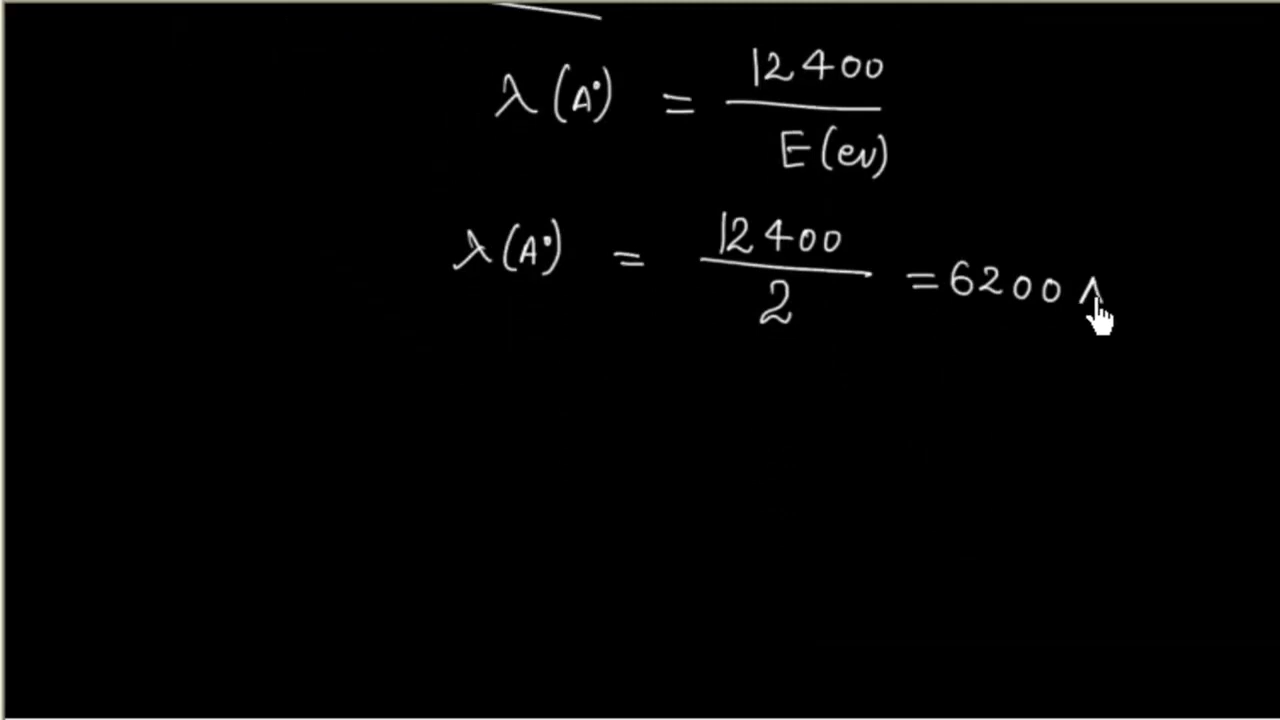 λ(A°) = 12400 / E(ev)
λ(A°) = 12400 / 2 = 6200 A